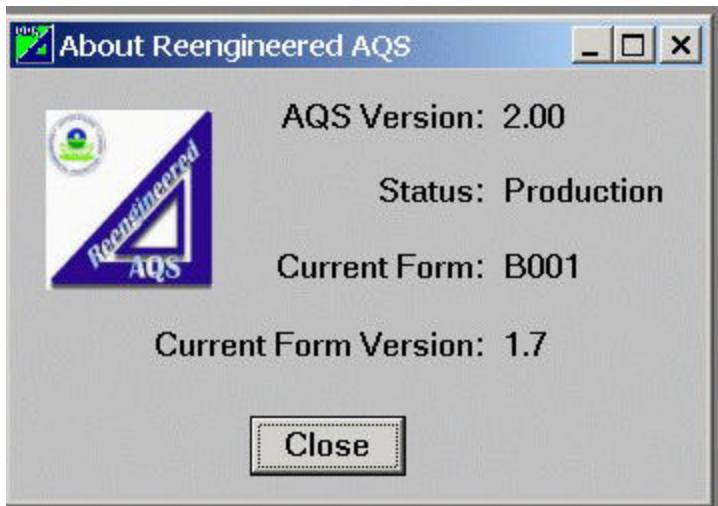 About Reengineered AQS
AQS Version: 2.00
Reengineered
AQS
Status: Production
Current Form: B001
Current Form Version: 1.7
Close